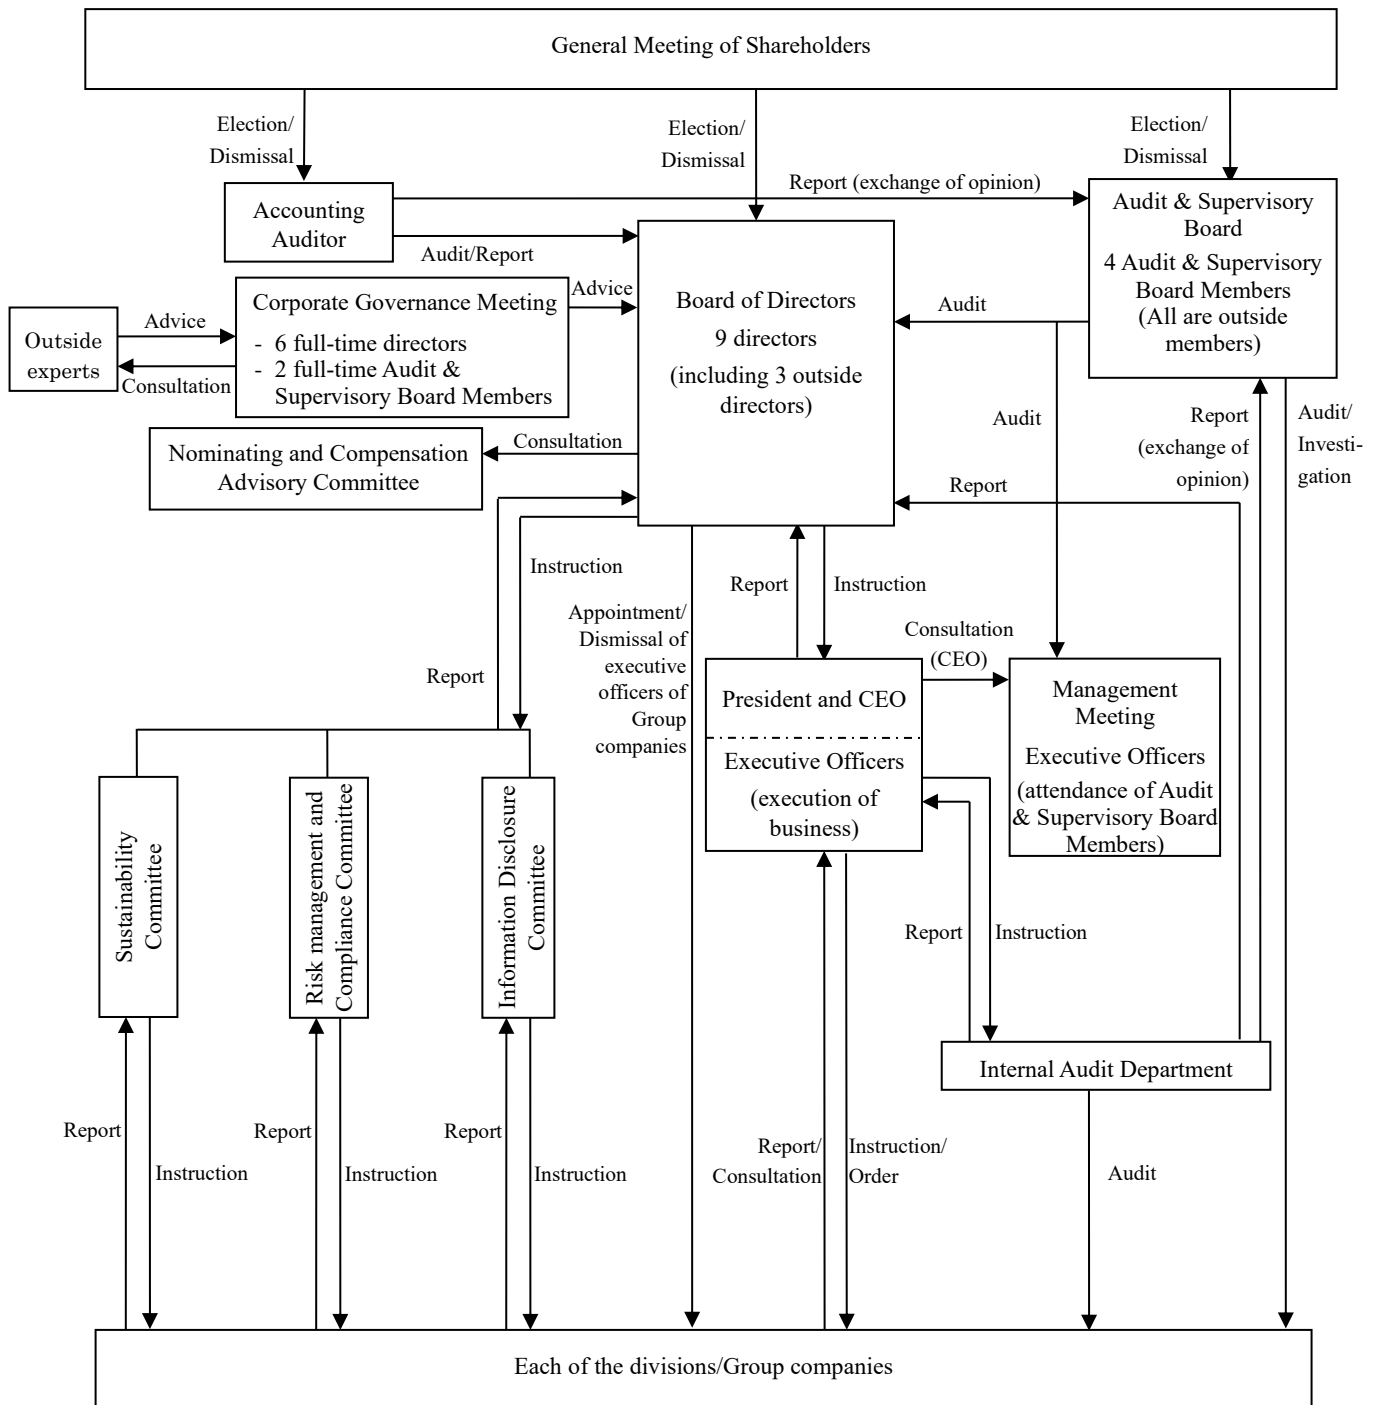 General Meeting of Shareholders
Election/
Dismissal
Election/
Dismissal
Election/
Dismissal
Report (exchange of opinion)
Accounting
Auditor
Audit/Report
Audit & Supervisory
Board
4 Audit & Supervisory
Board Members
(All are outside
members)
Outside
experts
Advice
Consultation
Corporate Governance Meeting
- 6 full-time directors
- 2 full-time Audit &
Supervisory Board Members
Advice
Board of Directors
9 directors
(including 3 outside
directors)
Audit
Audit
Nominating and Compensation
Advisory Committee
Consultation
Report
(exchange of
opinion)
Audit/
Investi-
gation
Report
Instruction
Report
Appointment/
Dismissal of
executive
officers of
Group
companies
Report
Instruction
Consultation
(CEO)
President and CEO
Executive Officers
(execution of
business)
Management
Meeting
Executive Officers
(attendance of Audit
& Supervisory Board
Members)
Sustainability
Committee
Risk management and
Compliance Committee
Information Disclosure
Committee
Report
Instruction
Internal Audit Department
Report
Instruction
Report
Instruction
Report
Instruction
Report/
Consultation
Instruction/
Order
Audit
Each of the divisions/Group companies